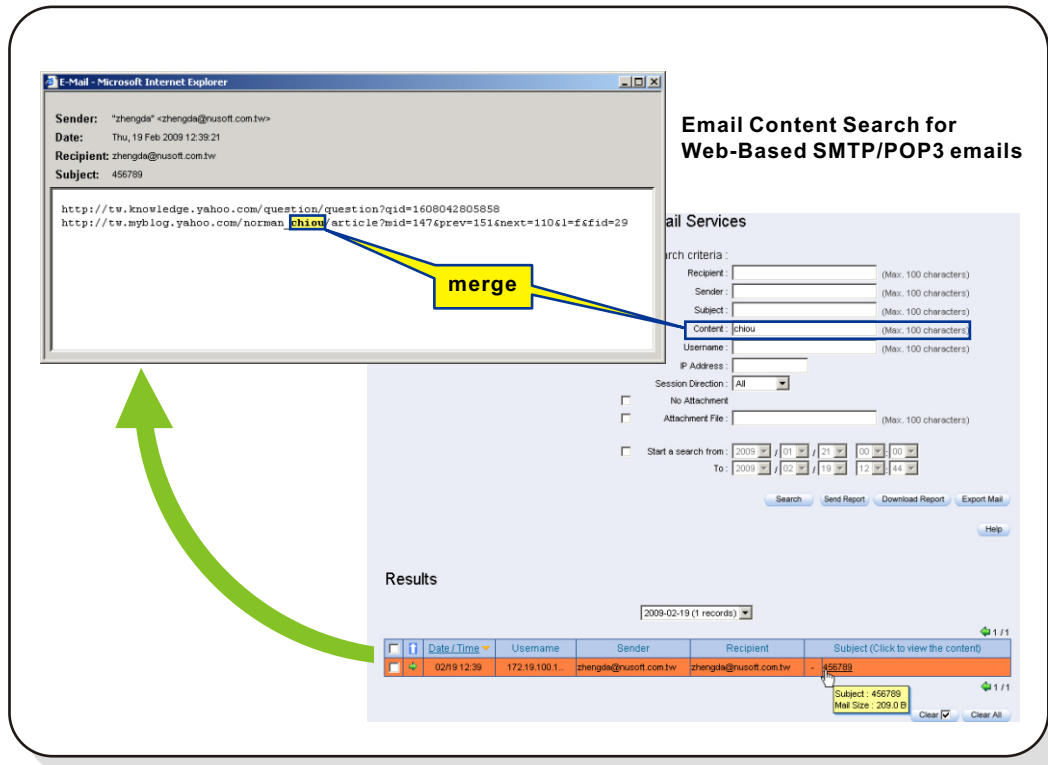 E-Mail - Microsoft Internet Explorer
Sender: "zhengda" <zhengda@nusoft.com.tw>
Date: Thu, 19 Feb 2009 12:39:21
Recipient: zhengda@nusoft.com.tw
Subject: 456789
http://tw.knowledge.yahoo.com/question/question?qid=1608042805858
http://tw.myblog.yahoo.com/norman_chiou/article?mid=147&prev=151&next=110&l=f&fid=29
merge
Email Content Search for
Web-Based SMTP/POP3 emails
ail Services
rch criteria :
Recipient : (Max. 100 characters)
Sender : (Max. 100 characters)
Subject : (Max. 100 characters)
Content : chiou (Max. 100 characters)
Username : (Max. 100 characters)
IP Address :
Session Direction : All
No Attachment
Attachment File : (Max. 100 characters)
Start a search from : 2009 / 01 / 21 00 : 00
To : 2009 / 02 / 19 12 : 44
Search Send Report Download Report Export Mail
Help
Results
2009-02-19 (1 records)
1 / 1
Date / Time Username Sender Recipient Subject (Click to view the content)
02/19 12:39 172.19.100.1... zhengda@nusoft.com.tw zhengda@nusoft.com.tw - 456789
1 / 1
Subject : 456789
Mail Size : 209.0 B
Clear Clear All